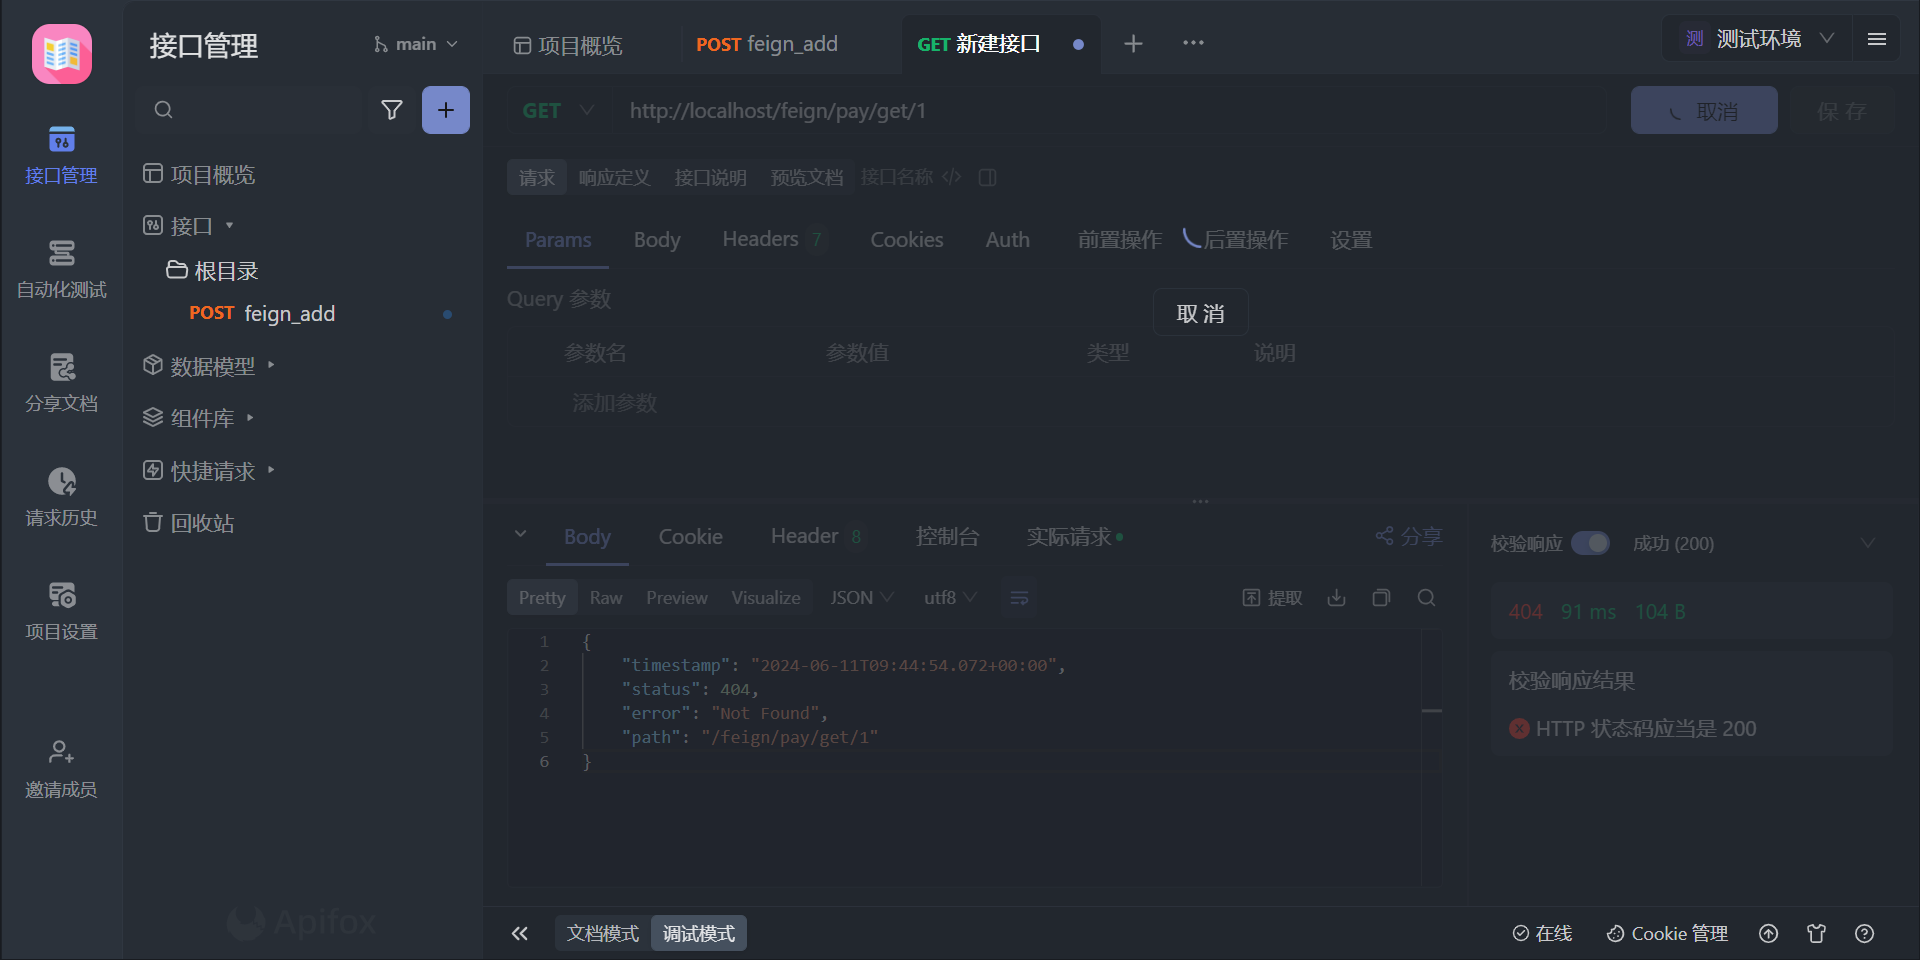 接口管理
main
项目概览
POST feign_add
GET 新建接口
测 测试环境
GET
http://localhost/feign/pay/get/1
取消
保 存
接口管理
自动化测试
分享文档
请求历史
项目设置
邀请成员
项目概览
接口
根目录
POST feign_add
数据模型
组件库
快捷请求
回收站
Apifox
请求 响应定义 接口说明 预览文档 接口名称 </>
Params Body Headers 7 Cookies Auth 前置操作 后置操作 设置
Query 参数
取 消
参数名 参数值 类型 说明
添加参数
Body Cookie Header 8 控制台 实际请求 分享
Pretty Raw Preview Visualize JSON utf8 提取
1 {
2 "timestamp": "2024-06-11T09:44:54.072+00:00",
3 "status": 404,
4 "error": "Not Found",
5 "path": "/feign/pay/get/1"
6 }
校验响应 成功 (200)
404 91 ms 104 B
校验响应结果
HTTP 状态码应当是 200
文档模式 调试模式
在线 Cookie 管理